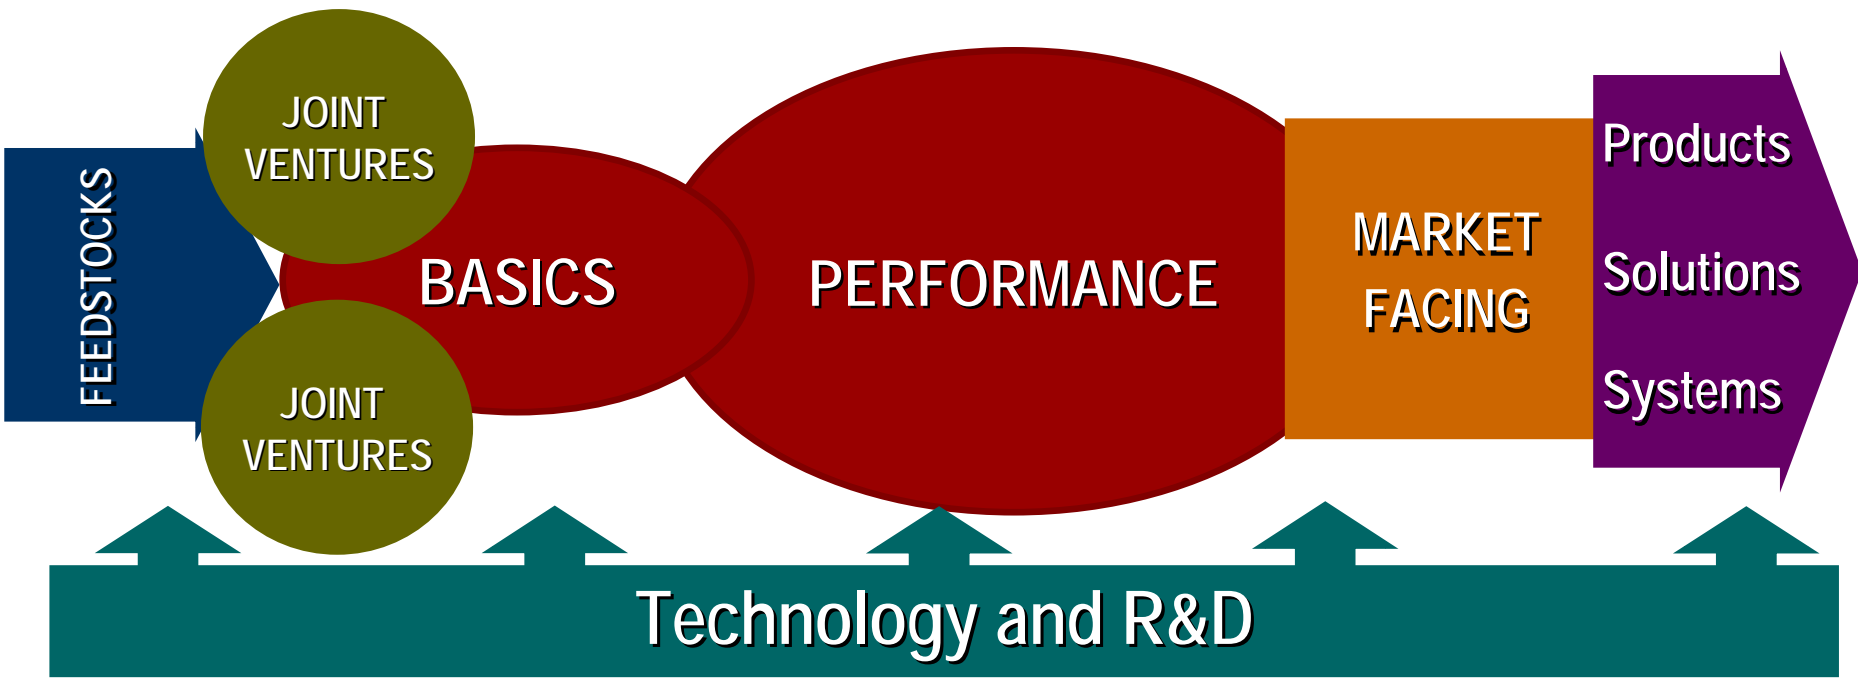 FEEDSTOCKS
JOINT
VENTURES
JOINT
VENTURES
BASICS
PERFORMANCE
MARKET
FACING
Products
Solutions
Systems
Technology and R&D